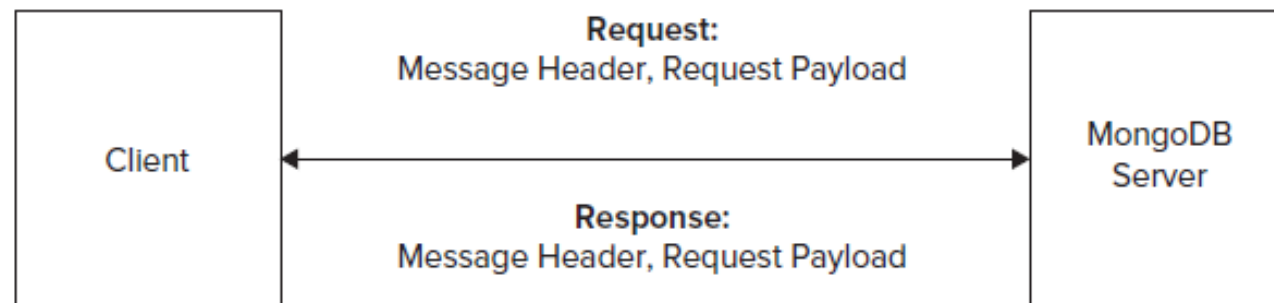 Request:
Message Header, Request Payload
Client
MongoDB
Server
Response:
Message Header, Request Payload